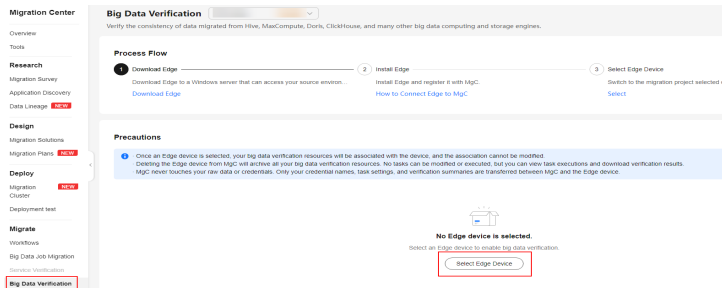 Migration Center
Overview
Tools
Research
Migration Survey
Application Discovery
Data Lineage NEW
Design
Migration Solutions
Migration Plans NEW
Deploy
Migration Cluster NEW
Deployment test
Migrate
Workflows
Big Data Job Migration
Service Verification
Big Data Verification
Big Data Verification
Verify the consistency of data migrated from Hive, MaxCompute, Doris, ClickHouse, and many other big data computing and storage engines.
Process Flow
1 Download Edge
Download Edge to a Windows server that can access your source environ...
Download Edge
2 Install Edge
Install Edge and register it with MgC.
How to Connect Edge to MgC
3 Select Edge Device
Switch to the migration project selected
Select
Precautions
· Once an Edge device is selected, your big data verification resources will be associated with the device, and the association cannot be modified.
· Deleting the Edge device from MgC will archive all your big data verification resources. No tasks can be modified or executed, but you can view task executions and download verification results.
· MgC never touches your raw data or credentials. Only your credential names, task settings, and verification summaries are transferred between MgC and the Edge device.
No Edge device is selected.
Select an Edge device to enable big data verification.
Select Edge Device